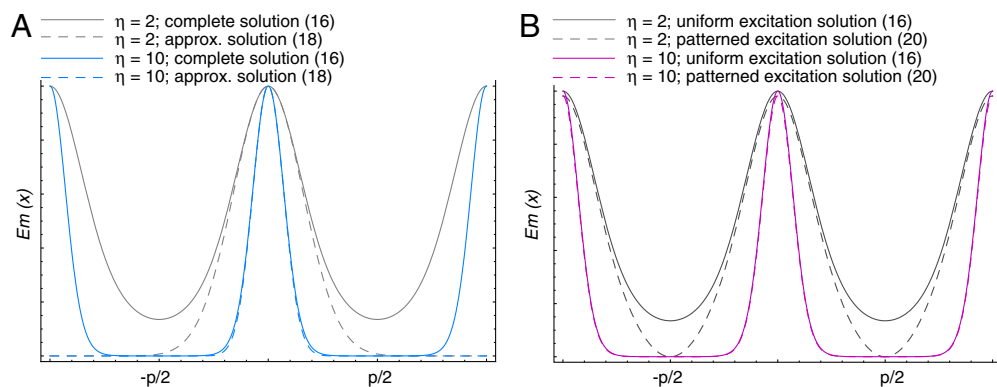 A
η = 2; complete solution (16)
η = 2; approx. solution (18)
η = 10; complete solution (16)
η = 10; approx. solution (18)
Em (x)
-p/2
p/2
B
η = 2; uniform excitation solution (16)
η = 2; patterned excitation solution (20)
η = 10; uniform excitation solution (16)
η = 10; patterned excitation solution (20)
Em (x)
-p/2
p/2